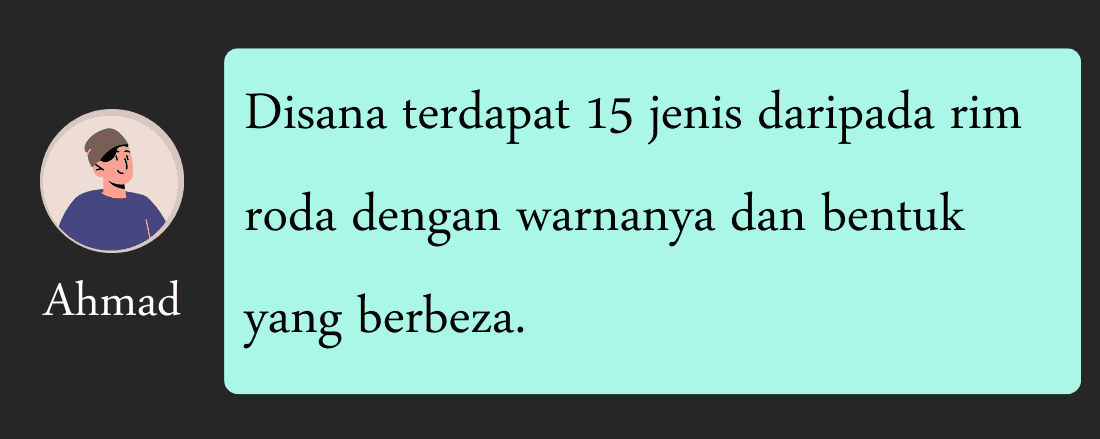 Disana terdapat 15 jenis daripada rim
roda dengan warnanya dan bentuk
yang berbeza.
Ahmad